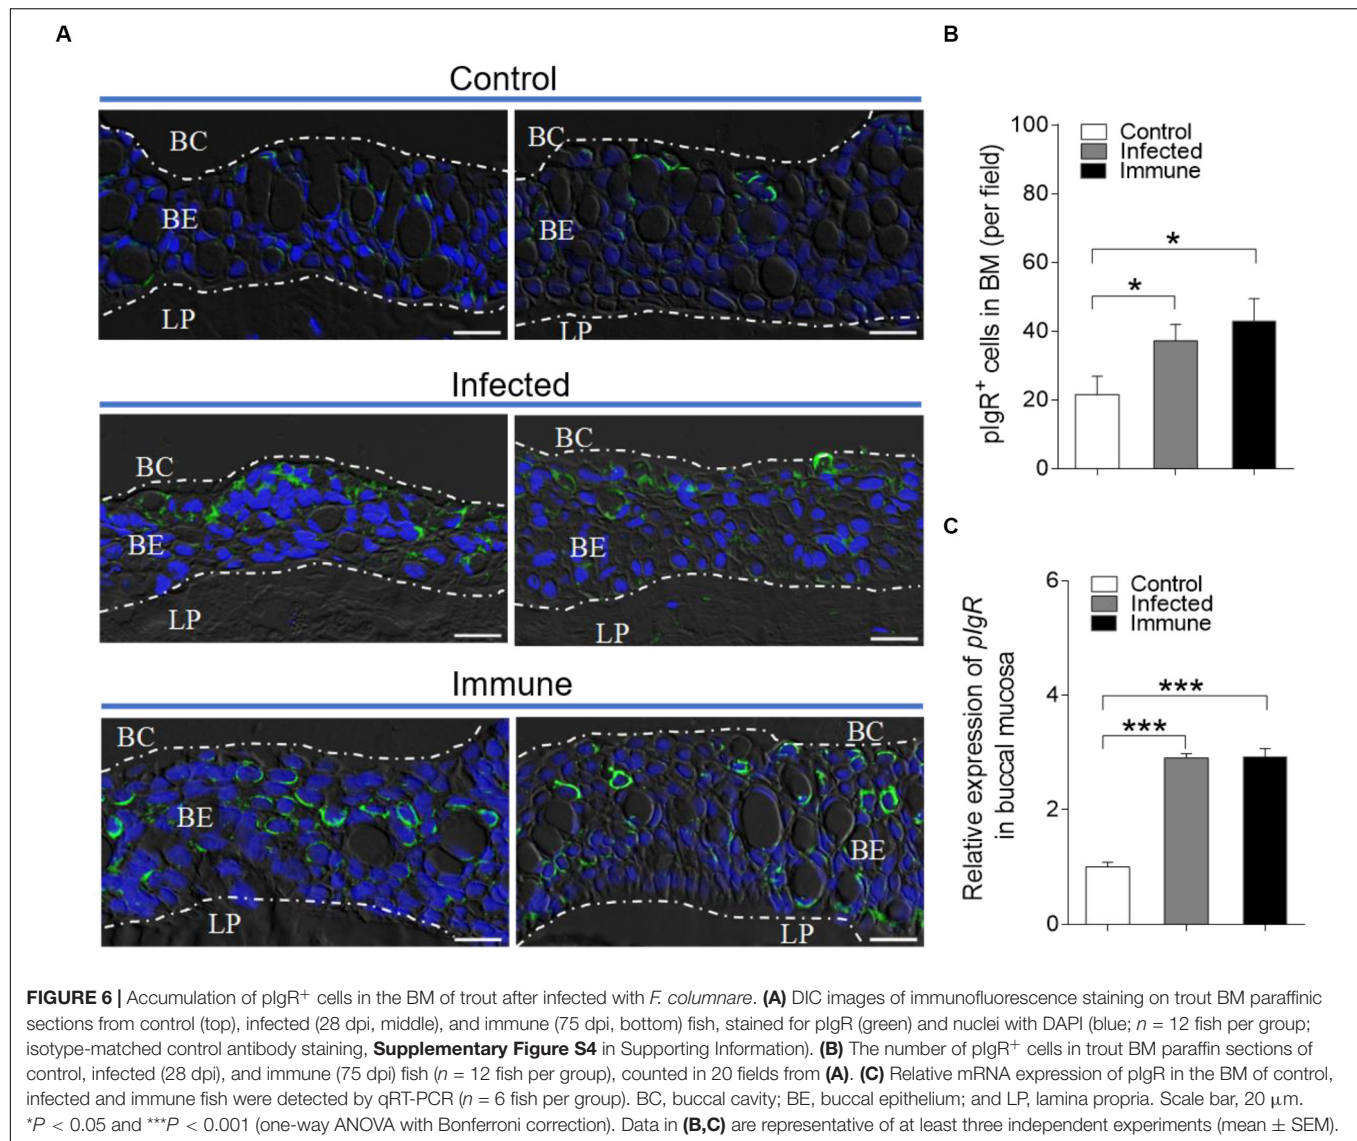 A
Control
BC
BE
LP
BC
BE
LP
Infected
BC
BE
LP
BC
BE
LP
Immune
BC
BE
LP
BC
BE
LP
B
pIgR+ cells in BM (per field)
100
80
60
40
20
0
Control
Infected
Immune
*
*
C
Relative expression of pIgR
in buccal mucosa
6
4
2
0
Control
Infected
Immune
***
***
FIGURE 6 | Accumulation of pIgR+ cells in the BM of trout after infected with F. columnare. (A) DIC images of immunofluorescence staining on trout BM paraffinic
sections from control (top), infected (28 dpi, middle), and immune (75 dpi, bottom) fish, stained for pIgR (green) and nuclei with DAPI (blue; n = 12 fish per group;
isotype-matched control antibody staining, Supplementary Figure S4 in Supporting Information). (B) The number of pIgR+ cells in trout BM paraffin sections of
control, infected (28 dpi), and immune (75 dpi) fish (n = 12 fish per group), counted in 20 fields from (A). (C) Relative mRNA expression of pIgR in the BM of control,
infected and immune fish were detected by qRT-PCR (n = 6 fish per group). BC, buccal cavity; BE, buccal epithelium; and LP, lamina propria. Scale bar, 20 μm.
*P < 0.05 and ***P < 0.001 (one-way ANOVA with Bonferroni correction). Data in (B,C) are representative of at least three independent experiments (mean ± SEM).